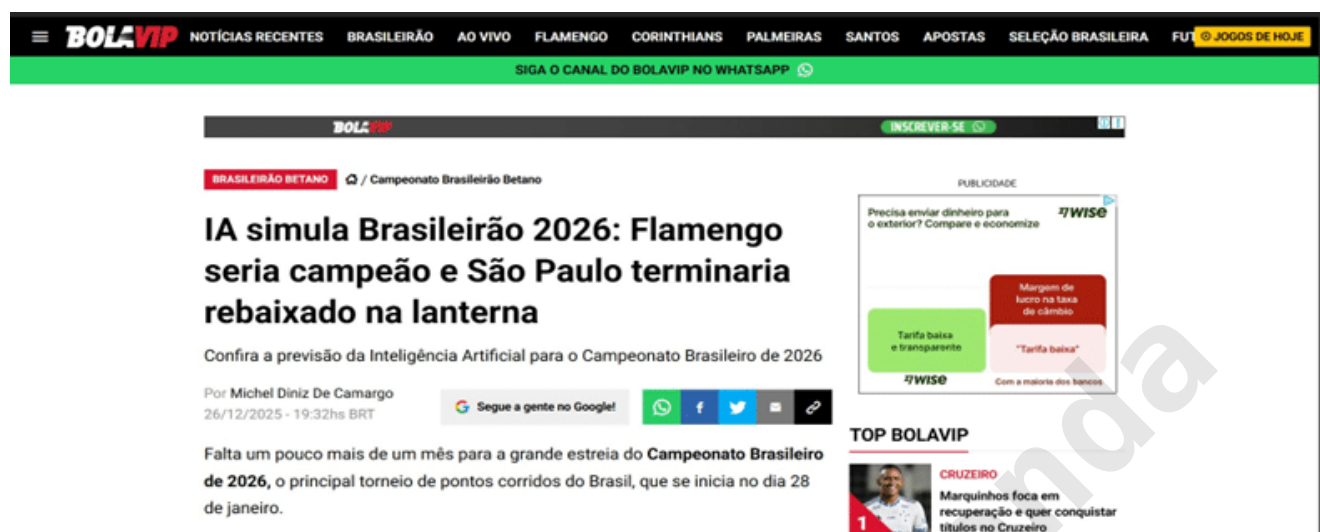 BOLAVIP NOTÍCIAS RECENTES BRASILEIRÃO AO VIVO FLAMENGO CORINTHIANS PALMEIRAS SANTOS APOSTAS SELEÇÃO BRASILEIRA FUT JOGOS DE HOJE
SIGA O CANAL DO BOLAVIP NO WHATSAPP
BOLAVIP INSCREVER-SE
BRASILEIRÃO BETANO / Campeonato Brasileirão Betano
IA simula Brasileirão 2026: Flamengo
seria campeão e São Paulo terminaria
rebaixado na lanterna
Confira a previsão da Inteligência Artificial para o Campeonato Brasileiro de 2026
Por Michel Diniz De Camargo
26/12/2025 - 19:32hs BRT
Segue a gente no Google!
Falta um pouco mais de um mês para a grande estreia do Campeonato Brasileiro
de 2026, o principal torneio de pontos corridos do Brasil, que se inicia no dia 28
de janeiro.
PUBLICIDADE
Precisa enviar dinheiro para
o exterior? Compare e economize
WISE
Margem de
lucro na taxa
de câmbio
Tarifa baixa
e transparente
"Tarifa baixa"
WISE
Com a maioria dos bancos
TOP BOLAVIP
1
CRUZEIRO
Marquinhos foca em
recuperação e quer conquistar
títulos no Cruzeiro
nda